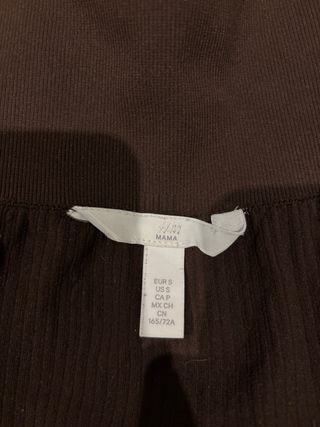 H&M
MAMA
EUR S
US S
CA P
MX CH
CN
165/72A